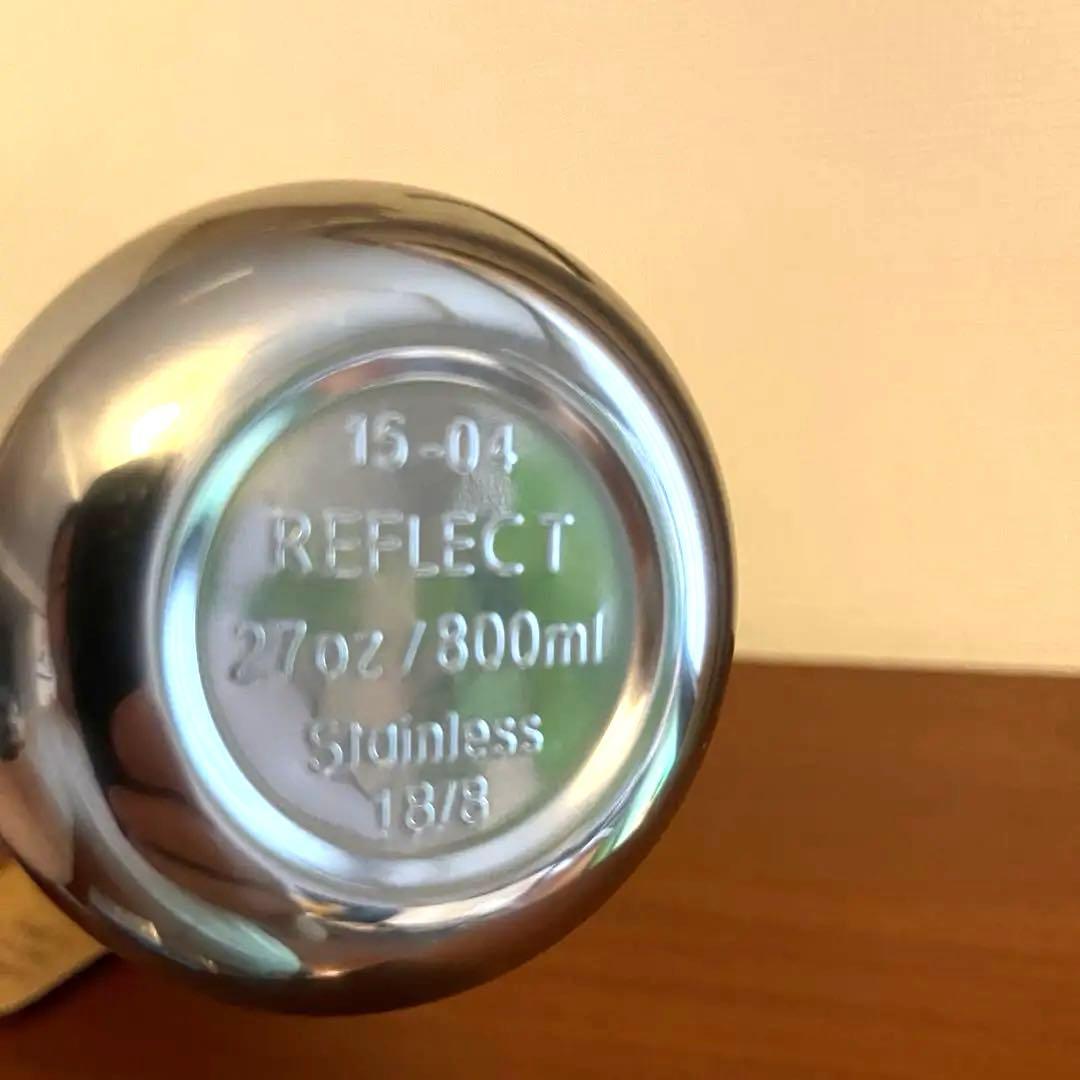 15-04
REFLECT
27oz/800ml
Stainless
18/8